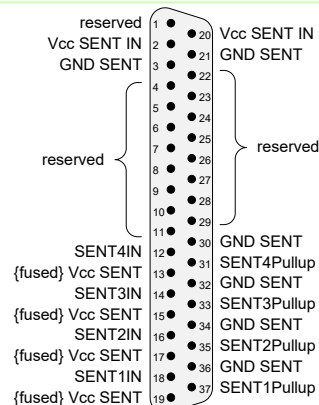 reserved 1
20 Vcc SENT IN
Vcc SENT IN 2
21 GND SENT
GND SENT 3
22
4
23
5
24
6
25
7
reserved
26
reserved
8
27
9
28
10
29
11
30 GND SENT
SENT4IN 12
31 SENT4Pullup
{fused} Vcc SENT 13
32 GND SENT
SENT3IN 14
33 SENT3Pullup
{fused} Vcc SENT 15
34 GND SENT
SENT2IN 16
35 SENT2Pullup
{fused} Vcc SENT 17
36 GND SENT
SENT1IN 18
37 SENT1Pullup
{fused} Vcc SENT 19